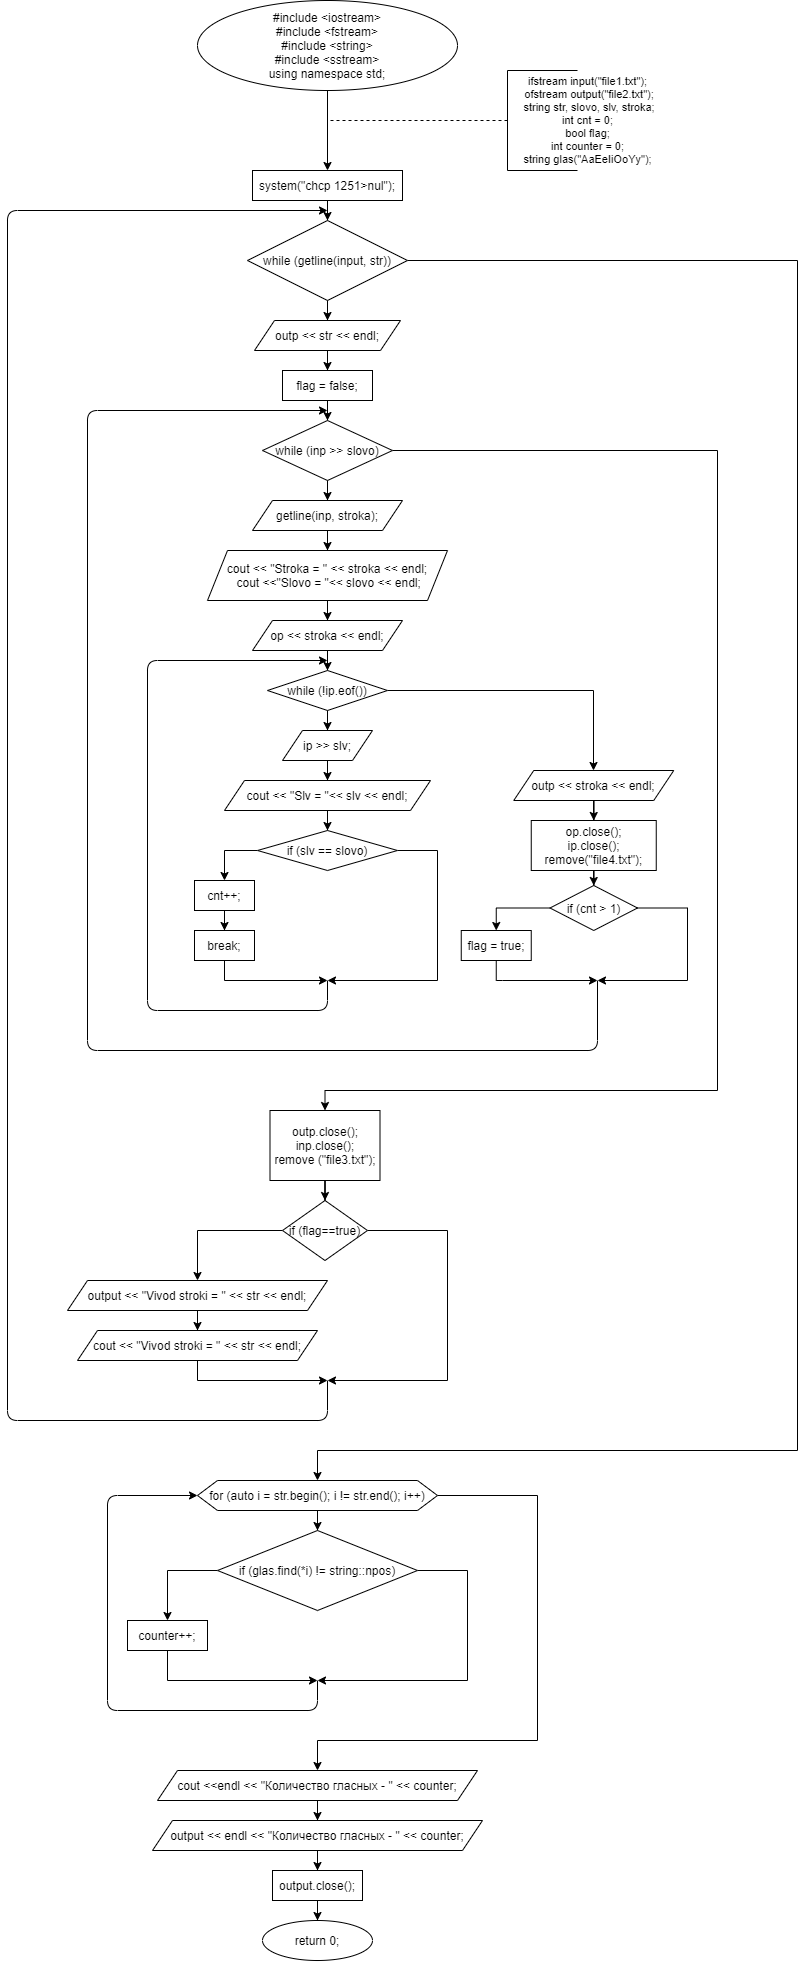 #include <iostream>
#include <fstream>
#include <string>
#include <sstream>
using namespace std;
ifstream input("file1.txt");
ofstream output("file2.txt");
string str, slovo, slv, stroka;
int cnt = 0;
bool flag;
int counter = 0;
string glas("AaEeIiOoYy");
system("chcp 1251>nul");
while (getline(input, str))
outp << str << endl;
flag = false;
while (inp >> slovo)
getline(inp, stroka);
cout << "Stroka = " << stroka << endl;
cout <<"Slovo = "<< slovo << endl;
op << stroka << endl;
while (!ip.eof())
ip >> slv;
cout << "Slv = "<< slv << endl;
if (slv == slovo)
cnt++;
break;
outp << stroka << endl;
op.close();
ip.close();
remove("file4.txt");
if (cnt > 1)
flag = true;
outp.close();
inp.close();
remove ("file3.txt");
if (flag==true)
output << "Vivod stroki = " << str << endl;
cout << "Vivod stroki = " << str << endl;
for (auto i = str.begin(); i != str.end(); i++)
if (glas.find(*i) != string::npos)
counter++;
cout <<endl << "Количество гласных - " << counter;
output << endl << "Количество гласных - " << counter;
output.close();
return 0;